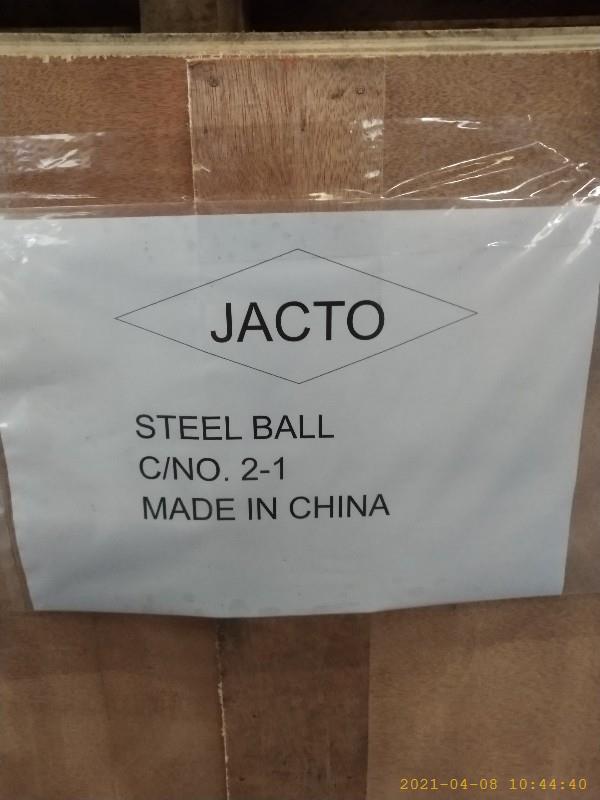 JACTO
STEEL BALL
C/NO. 2-1
MADE IN CHINA
2021-04-08 10:44:40